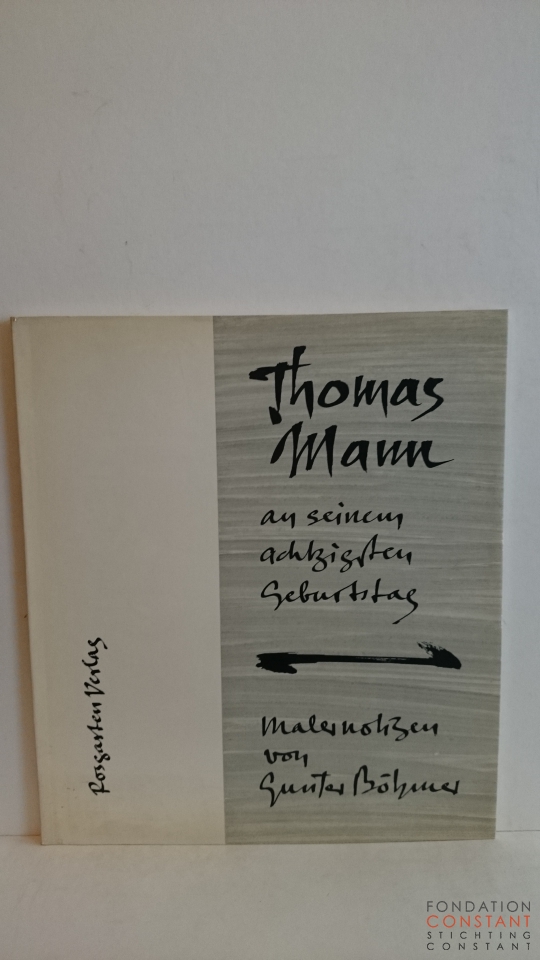 Thomas
Mann
an seinem
achtzigsten
Geburtstag
Malernotizen
von
Gunter Böhmer
Rosgarten Verlag
FONDATION
CONSTANT
STICHTING
CONSTANT